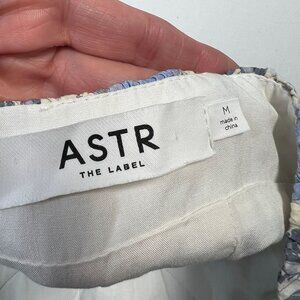 ASTR
THE LABEL
M
made in
china